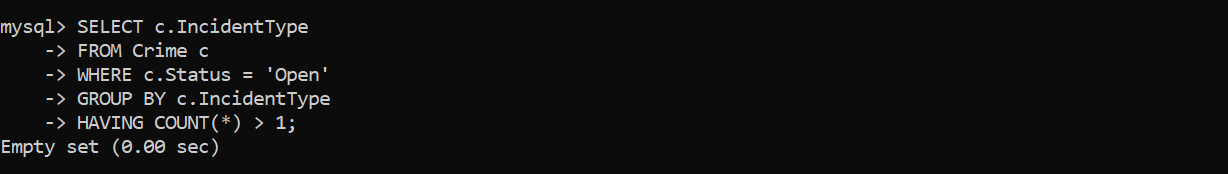 mysql> SELECT c.IncidentType
    -> FROM Crime c
    -> WHERE c.Status = 'Open'
    -> GROUP BY c.IncidentType
    -> HAVING COUNT(*) > 1;
Empty set (0.00 sec)